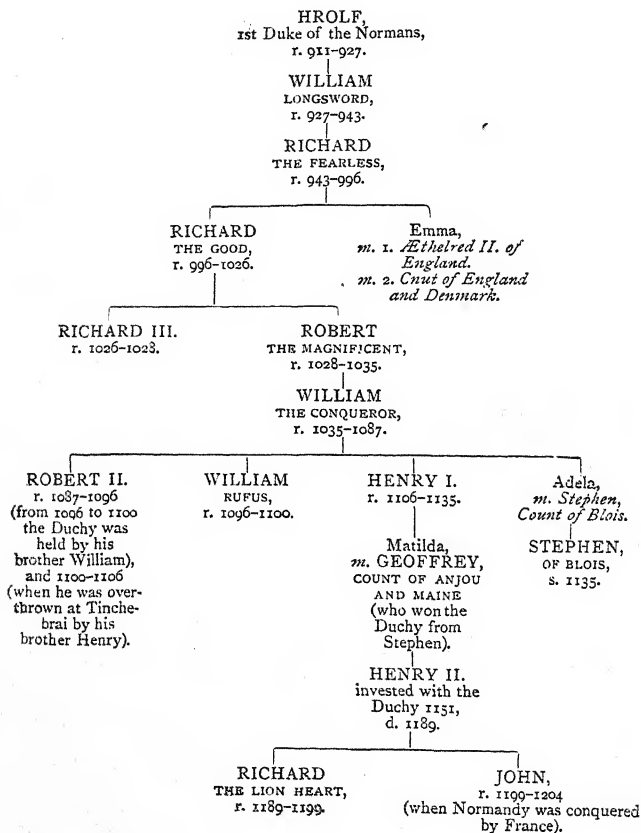 HROLF,
1st Duke of the Normans,
r. 911–927.
WILLIAM
LONGSWORD,
r. 927–943.
RICHARD
THE FEARLESS,
r. 943–996.
RICHARD
THE GOOD,
r. 996–1026.
Emma,
m. 1. Æthelred II. of
England.
m. 2. Cnut of England
and Denmark.
RICHARD III.
r. 1026–1028.
ROBERT
THE MAGNIFICENT,
r. 1028–1035.
WILLIAM
THE CONQUEROR,
r. 1035–1087.
ROBERT II.
r. 1087–1096
(from 1096 to 1100
the Duchy was
held by his
brother William),
and 1100–1106
(when he was over-
thrown at Tinche-
brai by his
brother Henry).
WILLIAM
RUFUS,
r. 1096–1100.
HENRY I.
r. 1106–1135.
Matilda,
m. GEOFFREY,
COUNT OF ANJOU
AND MAINE
(who won the
Duchy from
Stephen).
Adela,
m. Stephen,
Count of Blois.
STEPHEN,
OF BLOIS,
s. 1135.
HENRY II.
invested with the
Duchy 1151,
d. 1189.
RICHARD
THE LION HEART,
r. 1189–1199.
JOHN,
r. 1199–1204
(when Normandy was conquered
by France).